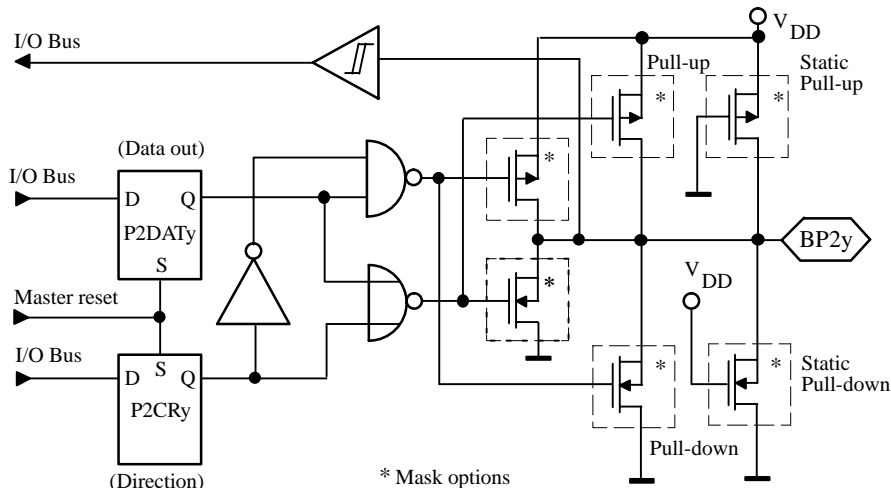 I/O Bus
V DD
Pull-up
Static
Pull-up
*
*
(Data out)
I/O Bus
D Q
P2DATy
S
*
BP2y
V DD
Master reset
*
I/O Bus
S
D Q
P2CRy
*
*
Static
Pull-down
Pull-down
(Direction)
* Mask options